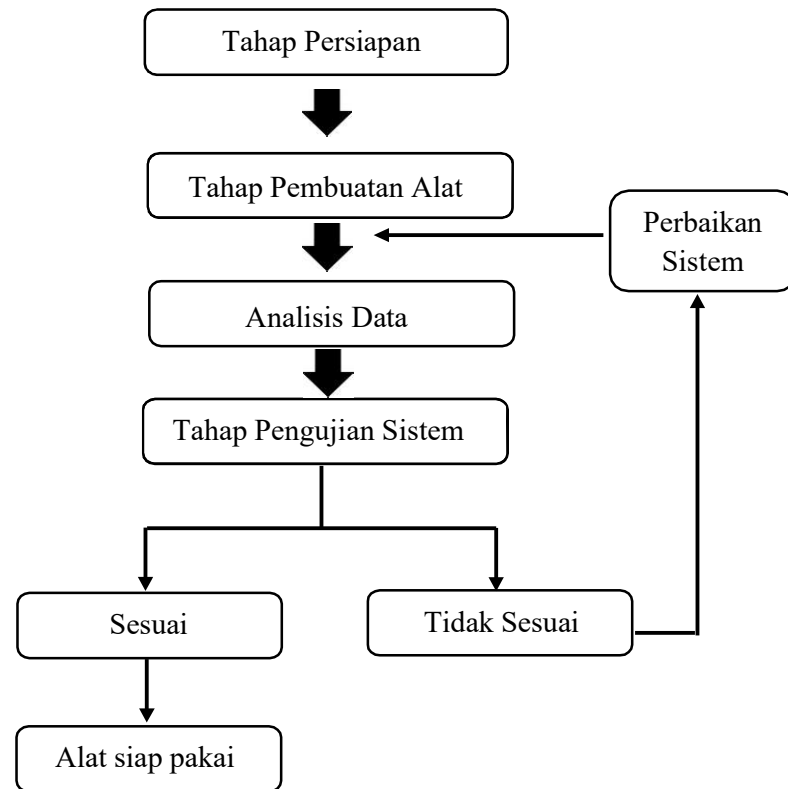 Tahap Persiapan
Tahap Pembuatan Alat
Perbaikan
Sistem
Analisis Data
Tahap Pengujian Sistem
Sesuai
Tidak Sesuai
Alat siap pakai